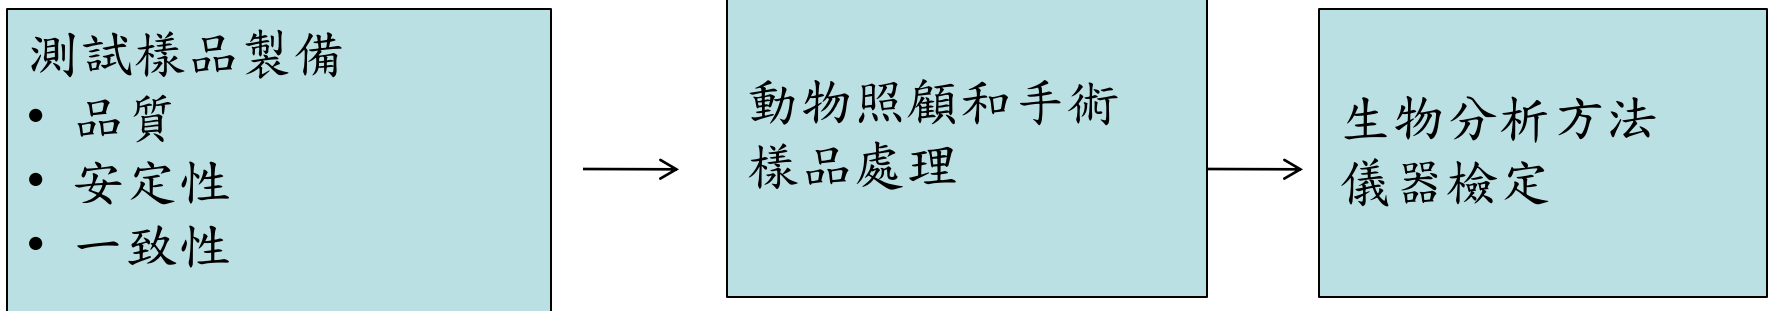 測試樣品製備
• 品質
• 安定性
• 一致性
動物照顧和手術
樣品處理
生物分析方法
儀器檢定